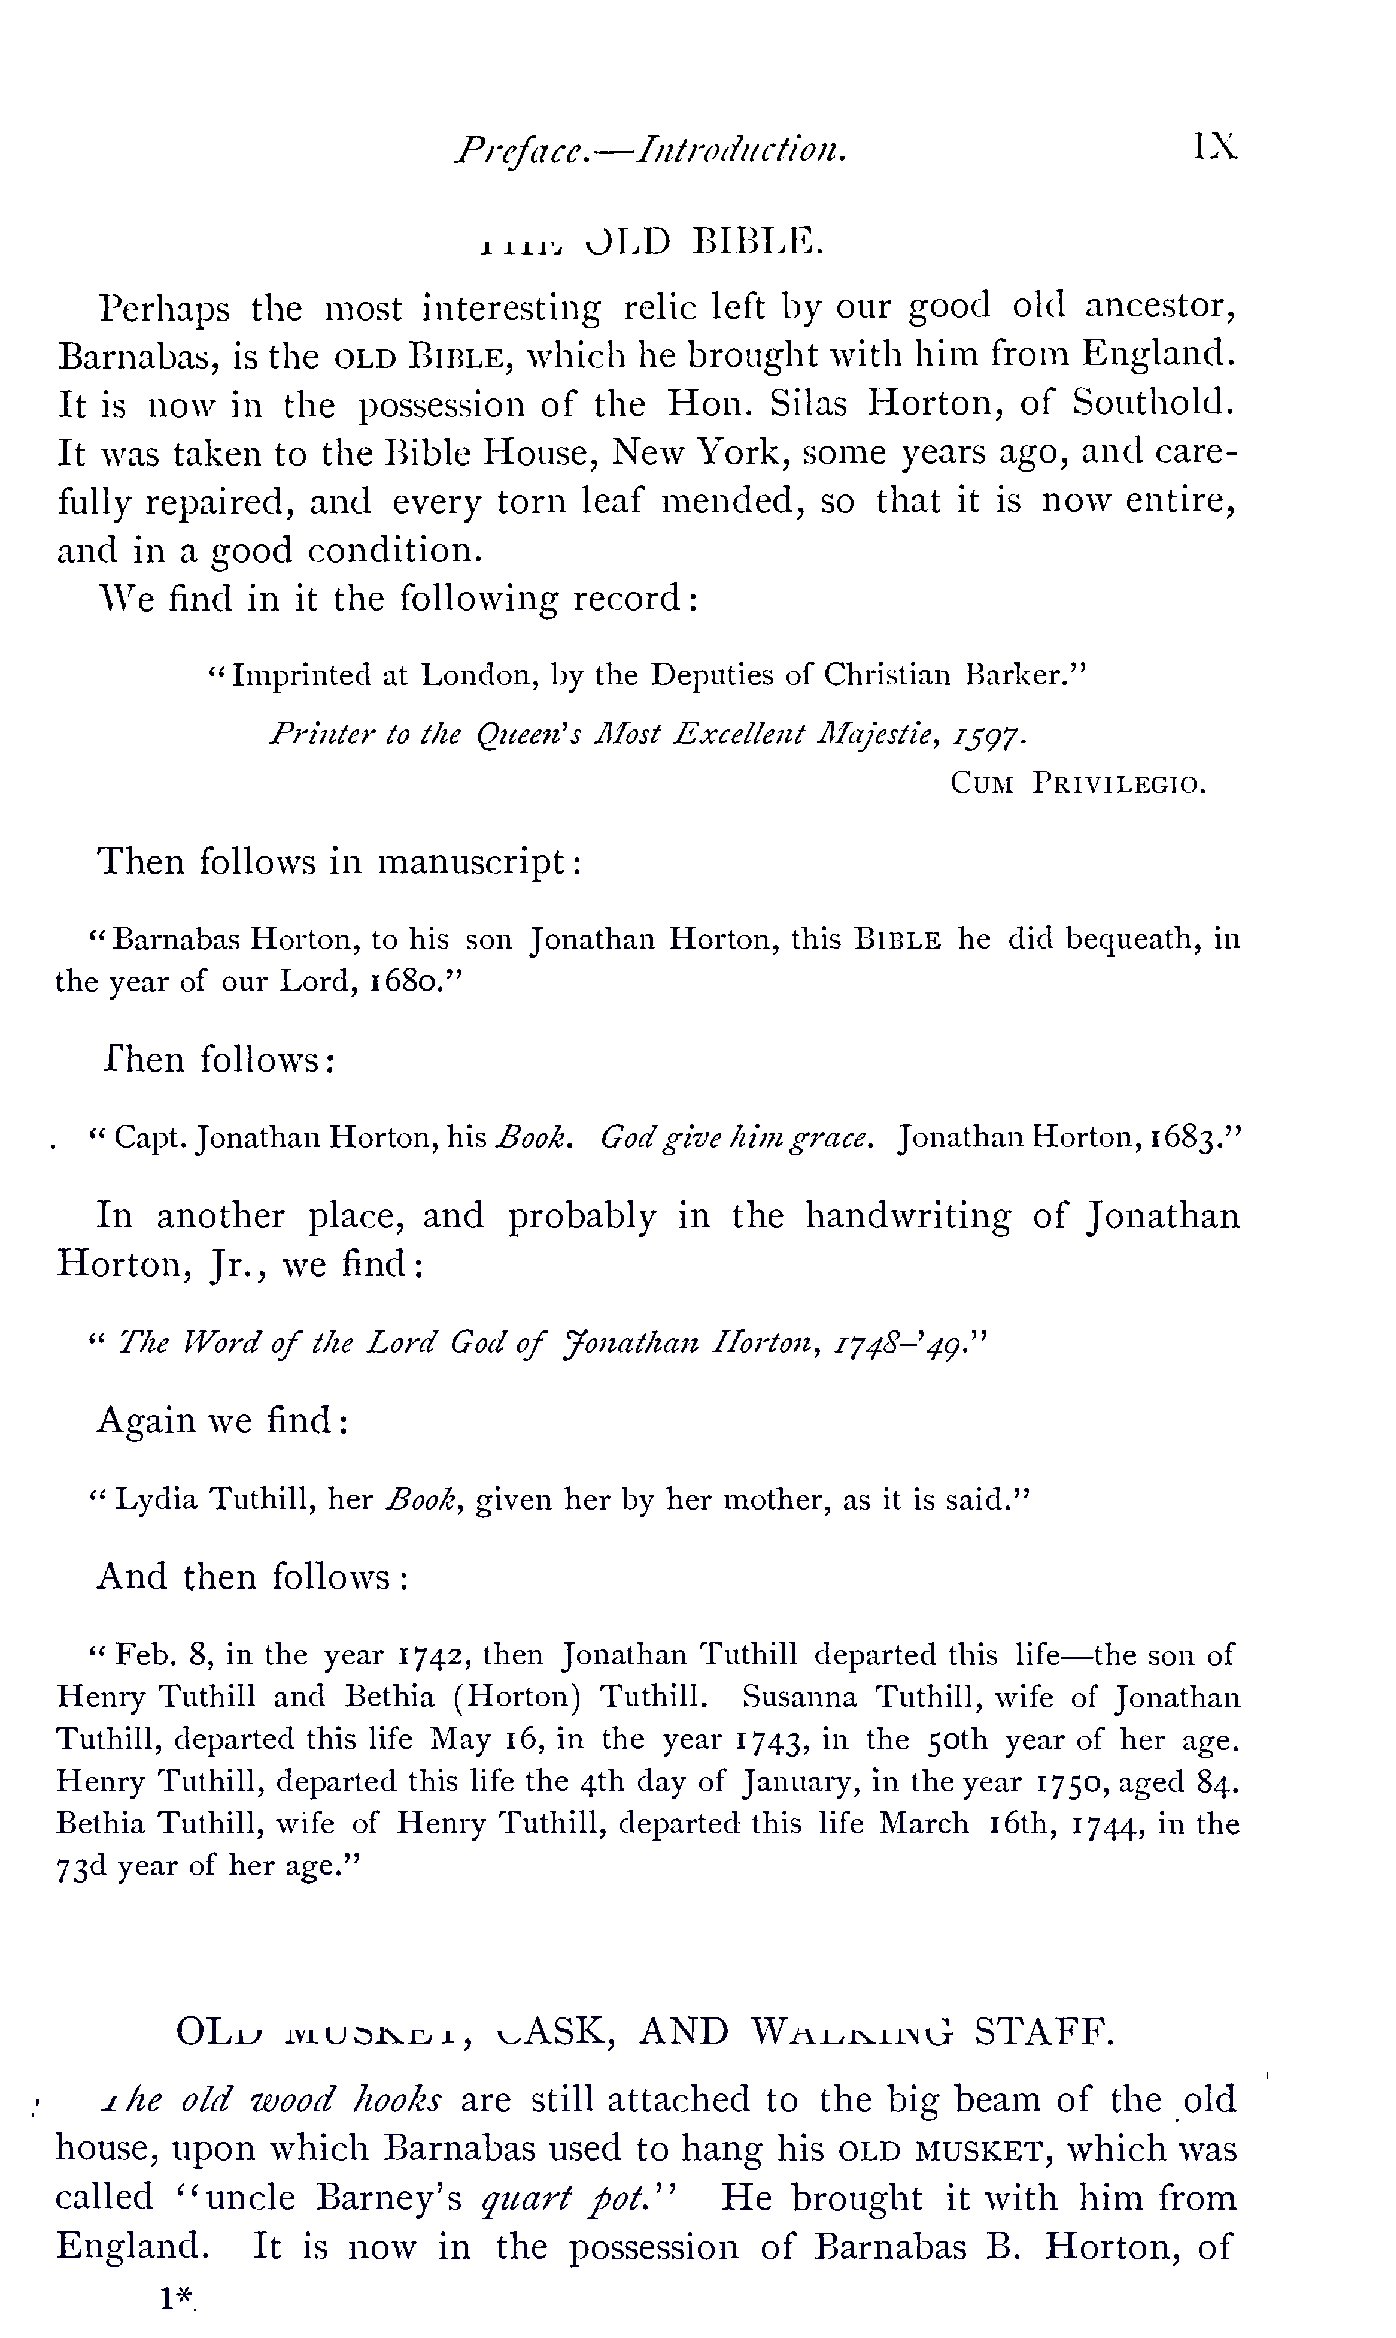 Preface.—Introduction. IX
THE OLD BIBLE.
Perhaps the most interesting relic left by our good old ancestor,
Barnabas, is the OLD BIBLE, which he brought with him from England.
It is now in the possession of the Hon. Silas Horton, of Southold.
It was taken to the Bible House, New York, some years ago, and care-
fully repaired, and every torn leaf mended, so that it is now entire,
and in a good condition.
We find in it the following record:
"Imprinted at London, by the Deputies of Christian Barker."
Printer to the Queen's Most Excellent Majestie, 1597.
CUM PRIVILEGIO.
Then follows in manuscript:
"Barnabas Horton, to his son Jonathan Horton, this BIBLE he did bequeath, in
the year of our Lord, 1680."
Then follows:
"Capt. Jonathan Horton, his Book. God give him grace. Jonathan Horton, 1683."
In another place, and probably in the handwriting of Jonathan
Horton, Jr., we find:
"The Word of the Lord God of Jonathan Horton, 1748–'49."
Again we find:
"Lydia Tuthill, her Book, given her by her mother, as it is said."
And then follows:
"Feb. 8, in the year 1742, then Jonathan Tuthill departed this life—the son of
Henry Tuthill and Bethia (Horton) Tuthill. Susanna Tuthill, wife of Jonathan
Tuthill, departed this life May 16, in the year 1743, in the 50th year of her age.
Henry Tuthill, departed this life the 4th day of January, in the year 1750, aged 84.
Bethia Tuthill, wife of Henry Tuthill, departed this life March 16th, 1744, in the
73d year of her age."
OLD MUSKET, CASK, AND WALKING STAFF.
The old wood hooks are still attached to the big beam of the old
house, upon which Barnabas used to hang his OLD MUSKET, which was
called "uncle Barney's quart pot." He brought it with him from
England. It is now in the possession of Barnabas B. Horton, of
1*